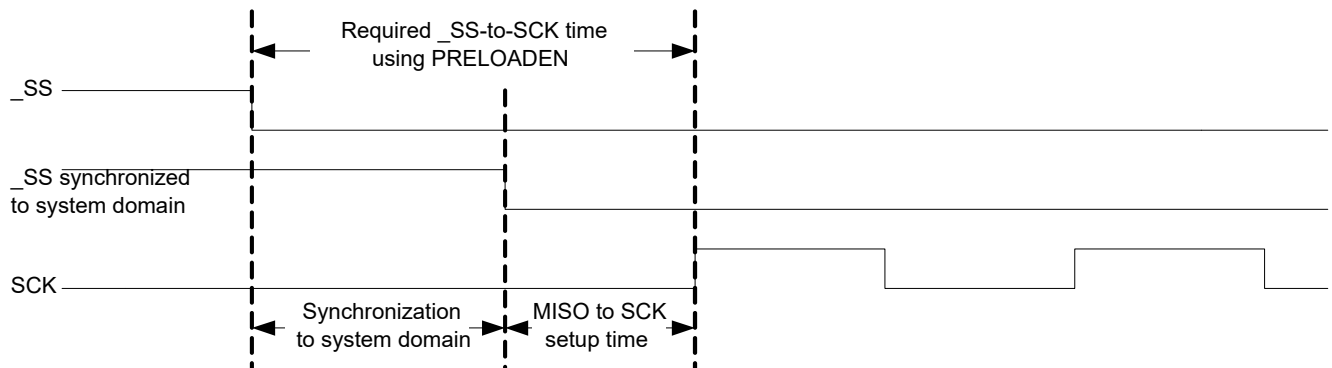 Required _SS-to-SCK time
using PRELOADEN
_SS
_SS synchronized
to system domain
SCK
Synchronization
to system domain
MISO to SCK
setup time